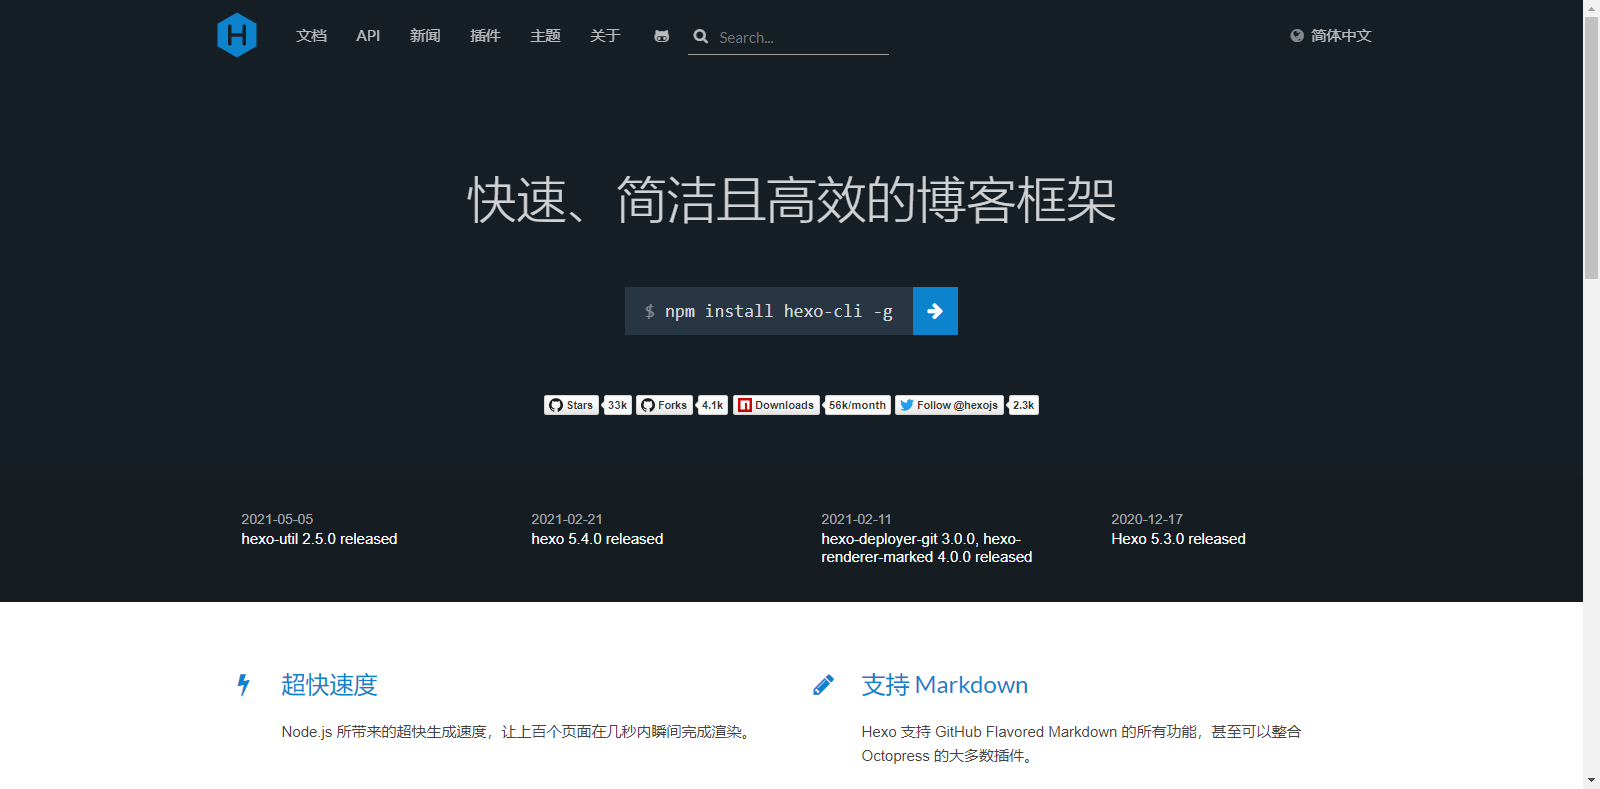 H 文档 API 新闻 插件 主题 关于 Search... 简体中文
快速、简洁且高效的博客框架
$ npm install hexo-cli -g
Stars 33k Forks 4.1k Downloads 56k/month Follow @hexojs 2.3k
2021-05-05
hexo-util 2.5.0 released
2021-02-21
hexo 5.4.0 released
2021-02-11
hexo-deployer-git 3.0.0, hexo-
renderer-marked 4.0.0 released
2020-12-17
Hexo 5.3.0 released
超快速度
Node.js 所带来的超快生成速度，让上百个页面在几秒内瞬间完成渲染。
支持 Markdown
Hexo 支持 GitHub Flavored Markdown 的所有功能，甚至可以整合
Octopress 的大多数插件。